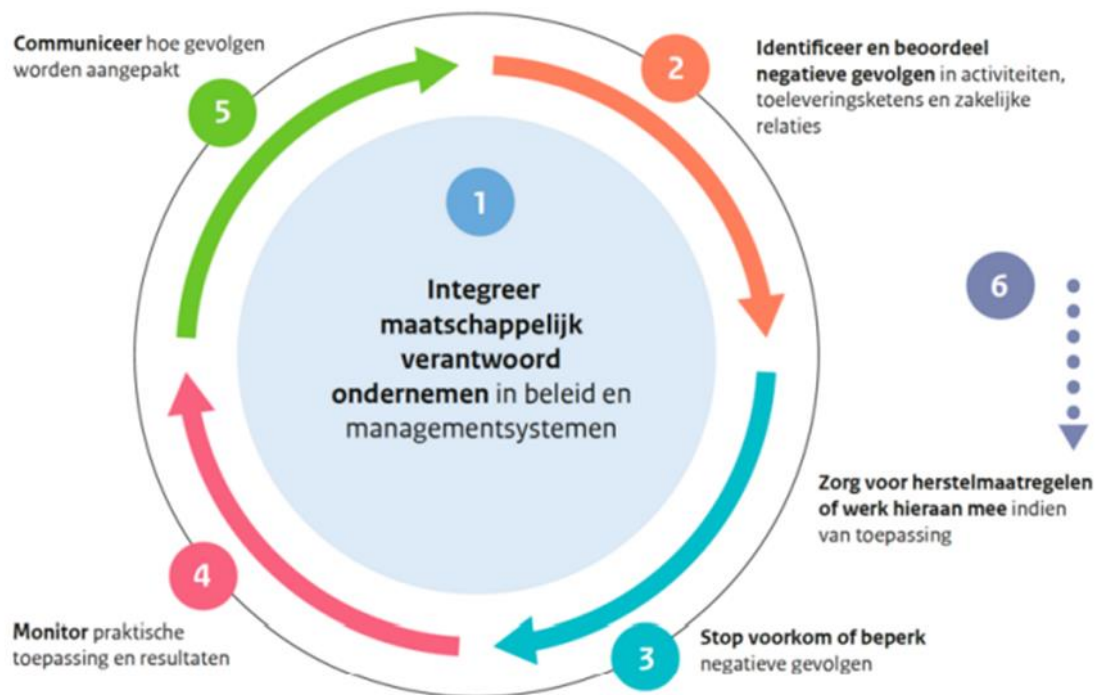 1
Integreer
maatschappelijk
verantwoord
ondernemen in beleid en
managementsystemen
2
Identificeer en beoordeel
negatieve gevolgen in activiteiten,
toeleveringsketens en zakelijke
relaties
3
Stop voorkom of beperk
negatieve gevolgen
4
Monitor praktische
toepassing en resultaten
5
Communiceer hoe gevolgen
worden aangepakt
6
Zorg voor herstelmaatregelen
of werk hieraan mee indien
van toepassing